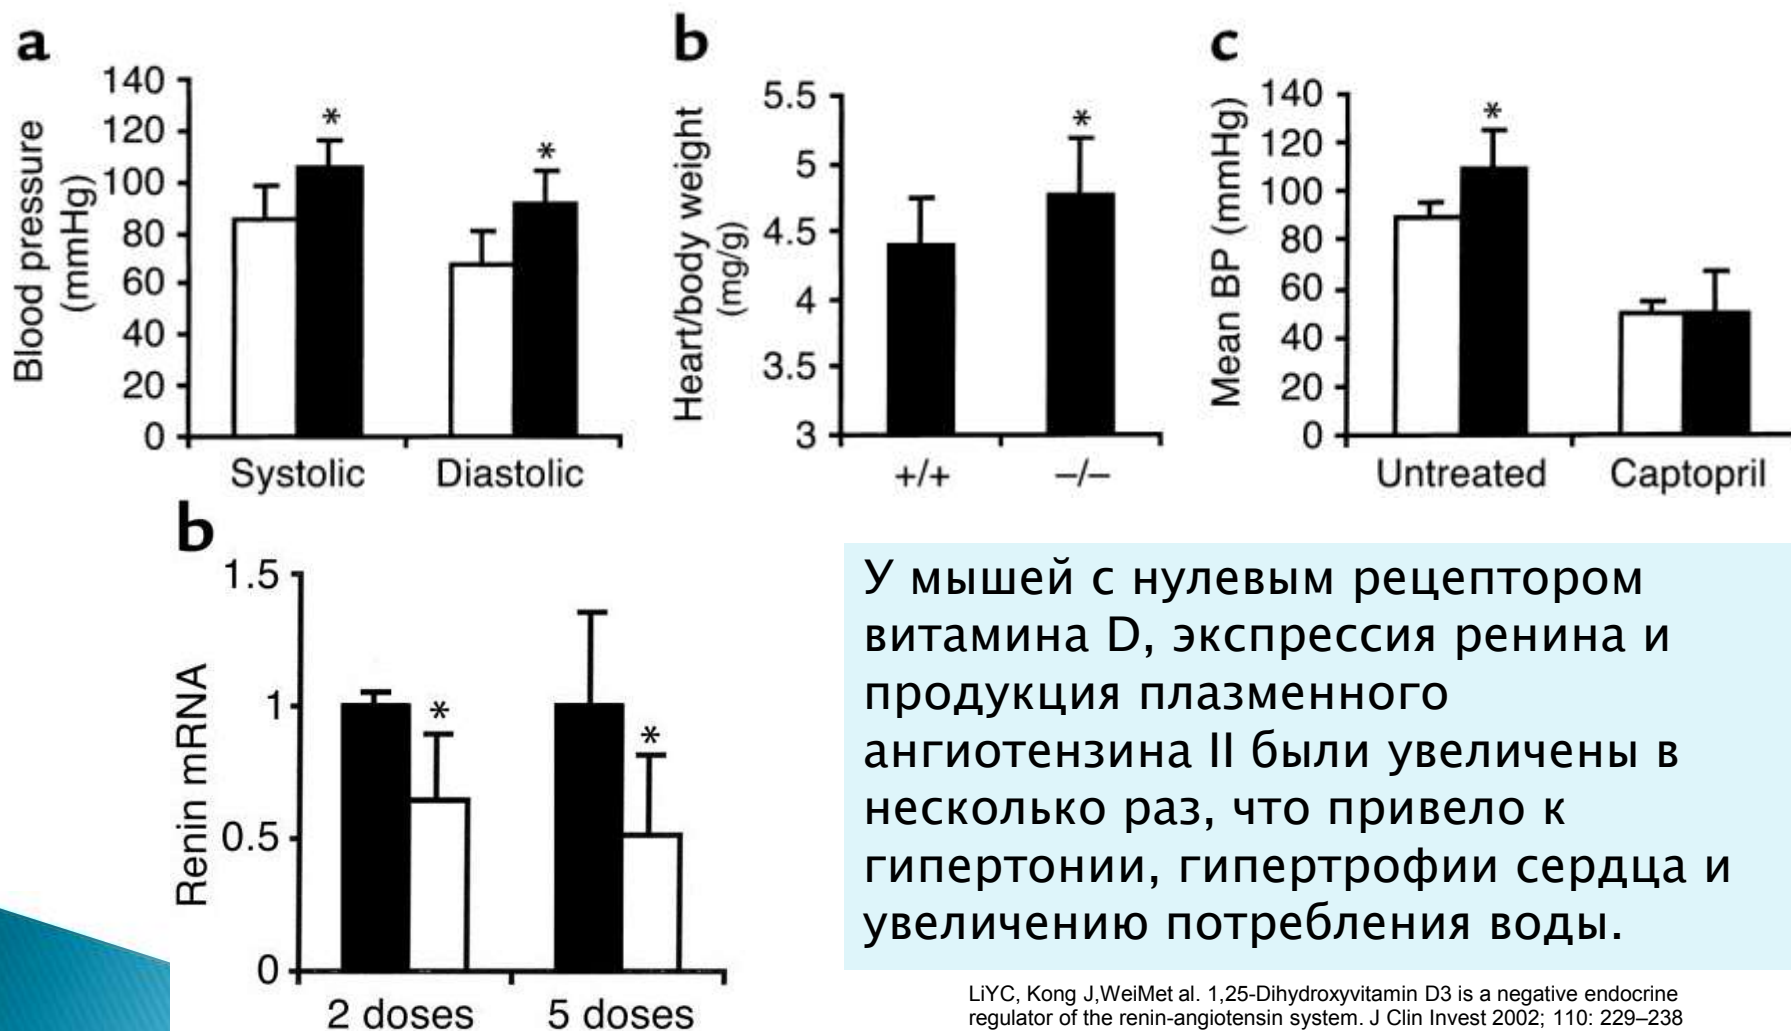 a
Blood pressure
(mmHg)
140
*
120
*
100
80
60
40
20
0
Systolic Diastolic
b
Heart/body weight
(mg/g)
5.5
*
5
4.5
4
3.5
3
+/+ –/–
c
Mean BP (mmHg)
140
*
120
100
80
60
40
20
0
Untreated Captopril
b
Renin mRNA
1.5
1
*
*
0.5
0
2 doses 5 doses
У мышей с нулевым рецептором
витамина D, экспрессия ренина и
продукция плазменного
ангиотензина II были увеличены в
несколько раз, что привело к
гипертонии, гипертрофии сердца и
увеличению потребления воды.
LiYC, Kong J,WeiMet al. 1,25-Dihydroxyvitamin D3 is a negative endocrine
regulator of the renin-angiotensin system. J Clin Invest 2002; 110: 229–238